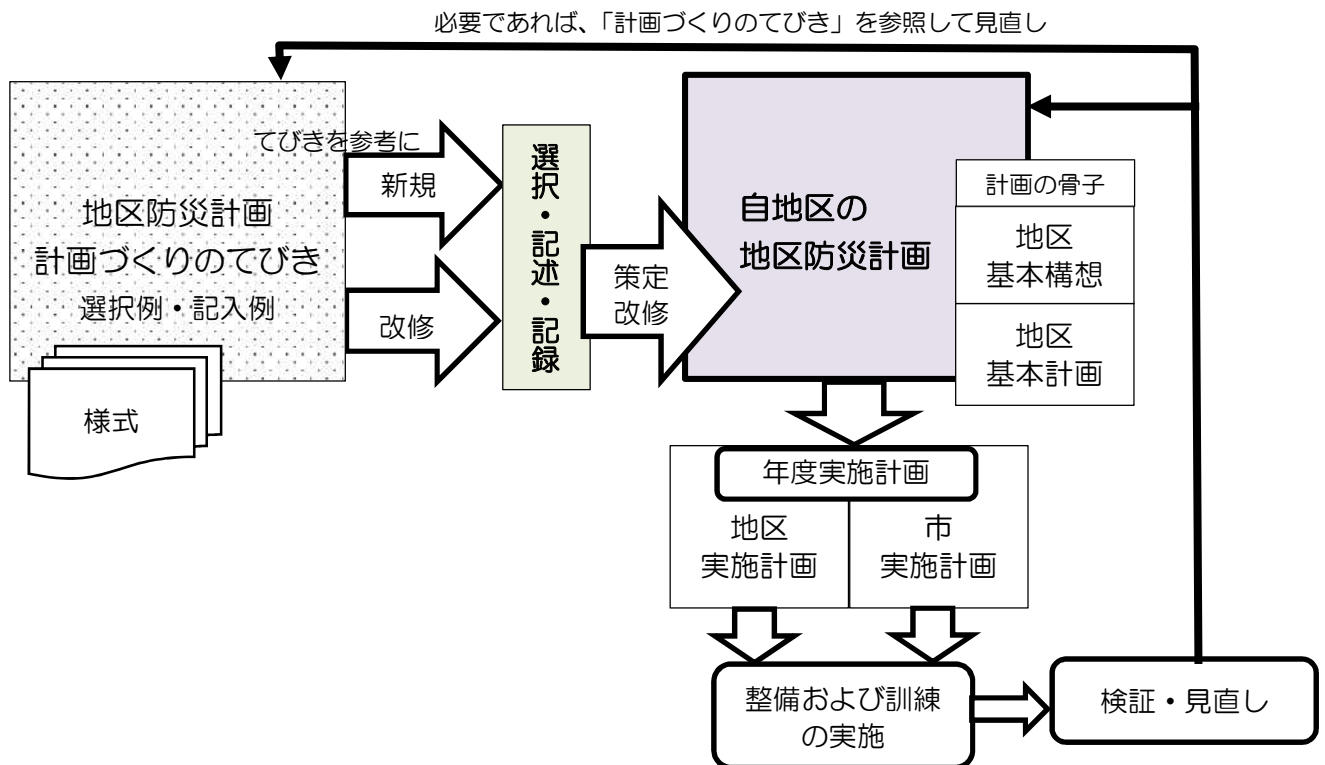 必要であれば、「計画づくりのてびき」を参照して見直し
てびきを参考に
地区防災計画
計画づくりのてびき
選択例・記入例
様式
新規
改修
選択・記述・記録
策定
改修
自地区の
地区防災計画
計画の骨子
地区
基本構想
地区
基本計画
年度実施計画
地区
実施計画
市
実施計画
整備および訓練
の実施
検証・見直し